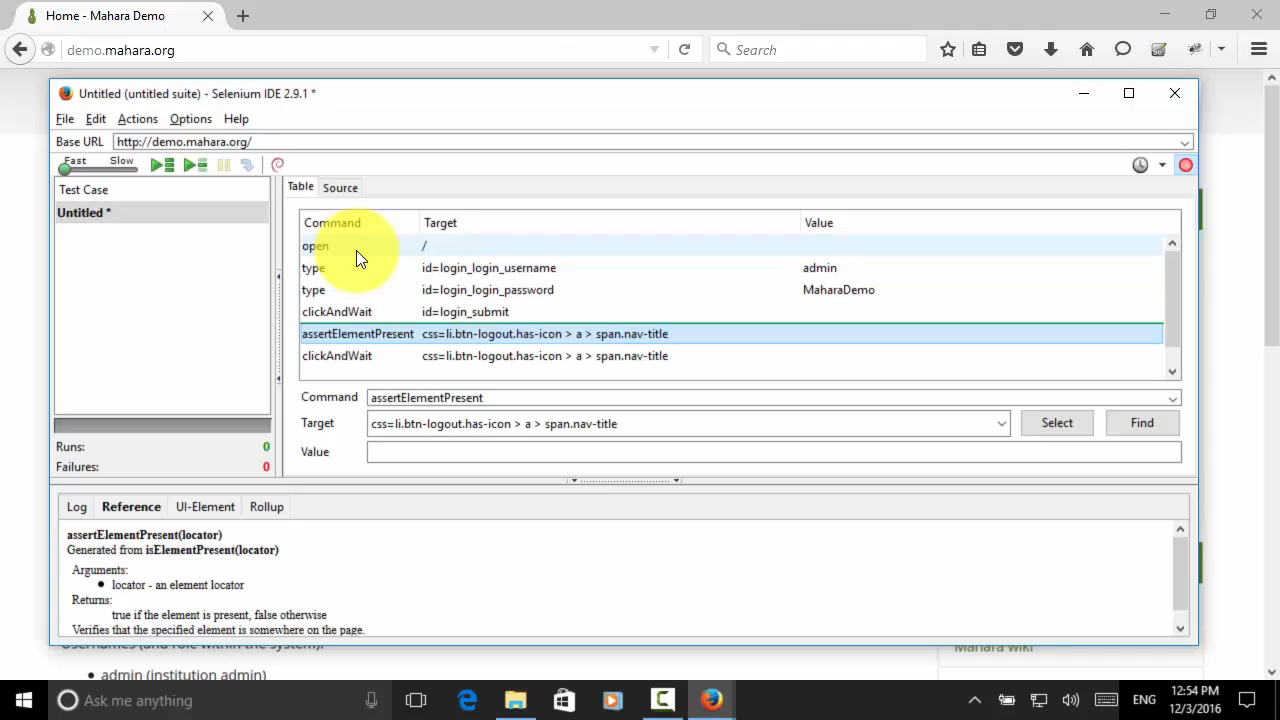 Home - Mahara Demo
demo.mahara.org
Search
Untitled (untitled suite) - Selenium IDE 2.9.1 *
File Edit Actions Options Help
Base URL http://demo.mahara.org/
Fast Slow
Test Case
Untitled *
Table Source
Command Target Value
open /
type id=login_login_username admin
type id=login_login_password MaharaDemo
clickAndWait id=login_submit
assertElementPresent css=li.btn-logout.has-icon > a > span.nav-title
clickAndWait css=li.btn-logout.has-icon > a > span.nav-title
Command assertElementPresent
Target css=li.btn-logout.has-icon > a > span.nav-title Select Find
Value
Runs: 0
Failures: 0
Log Reference UI-Element Rollup
assertElementPresent(locator)
Generated from isElementPresent(locator)
Arguments:
locator - an element locator
Returns:
true if the element is present, false otherwise
Verifies that the specified element is somewhere on the page.
Usernames (and role within the system):
Mahara wiki
admin (institution admin)
Ask me anything
ENG
12:54 PM
12/3/2016